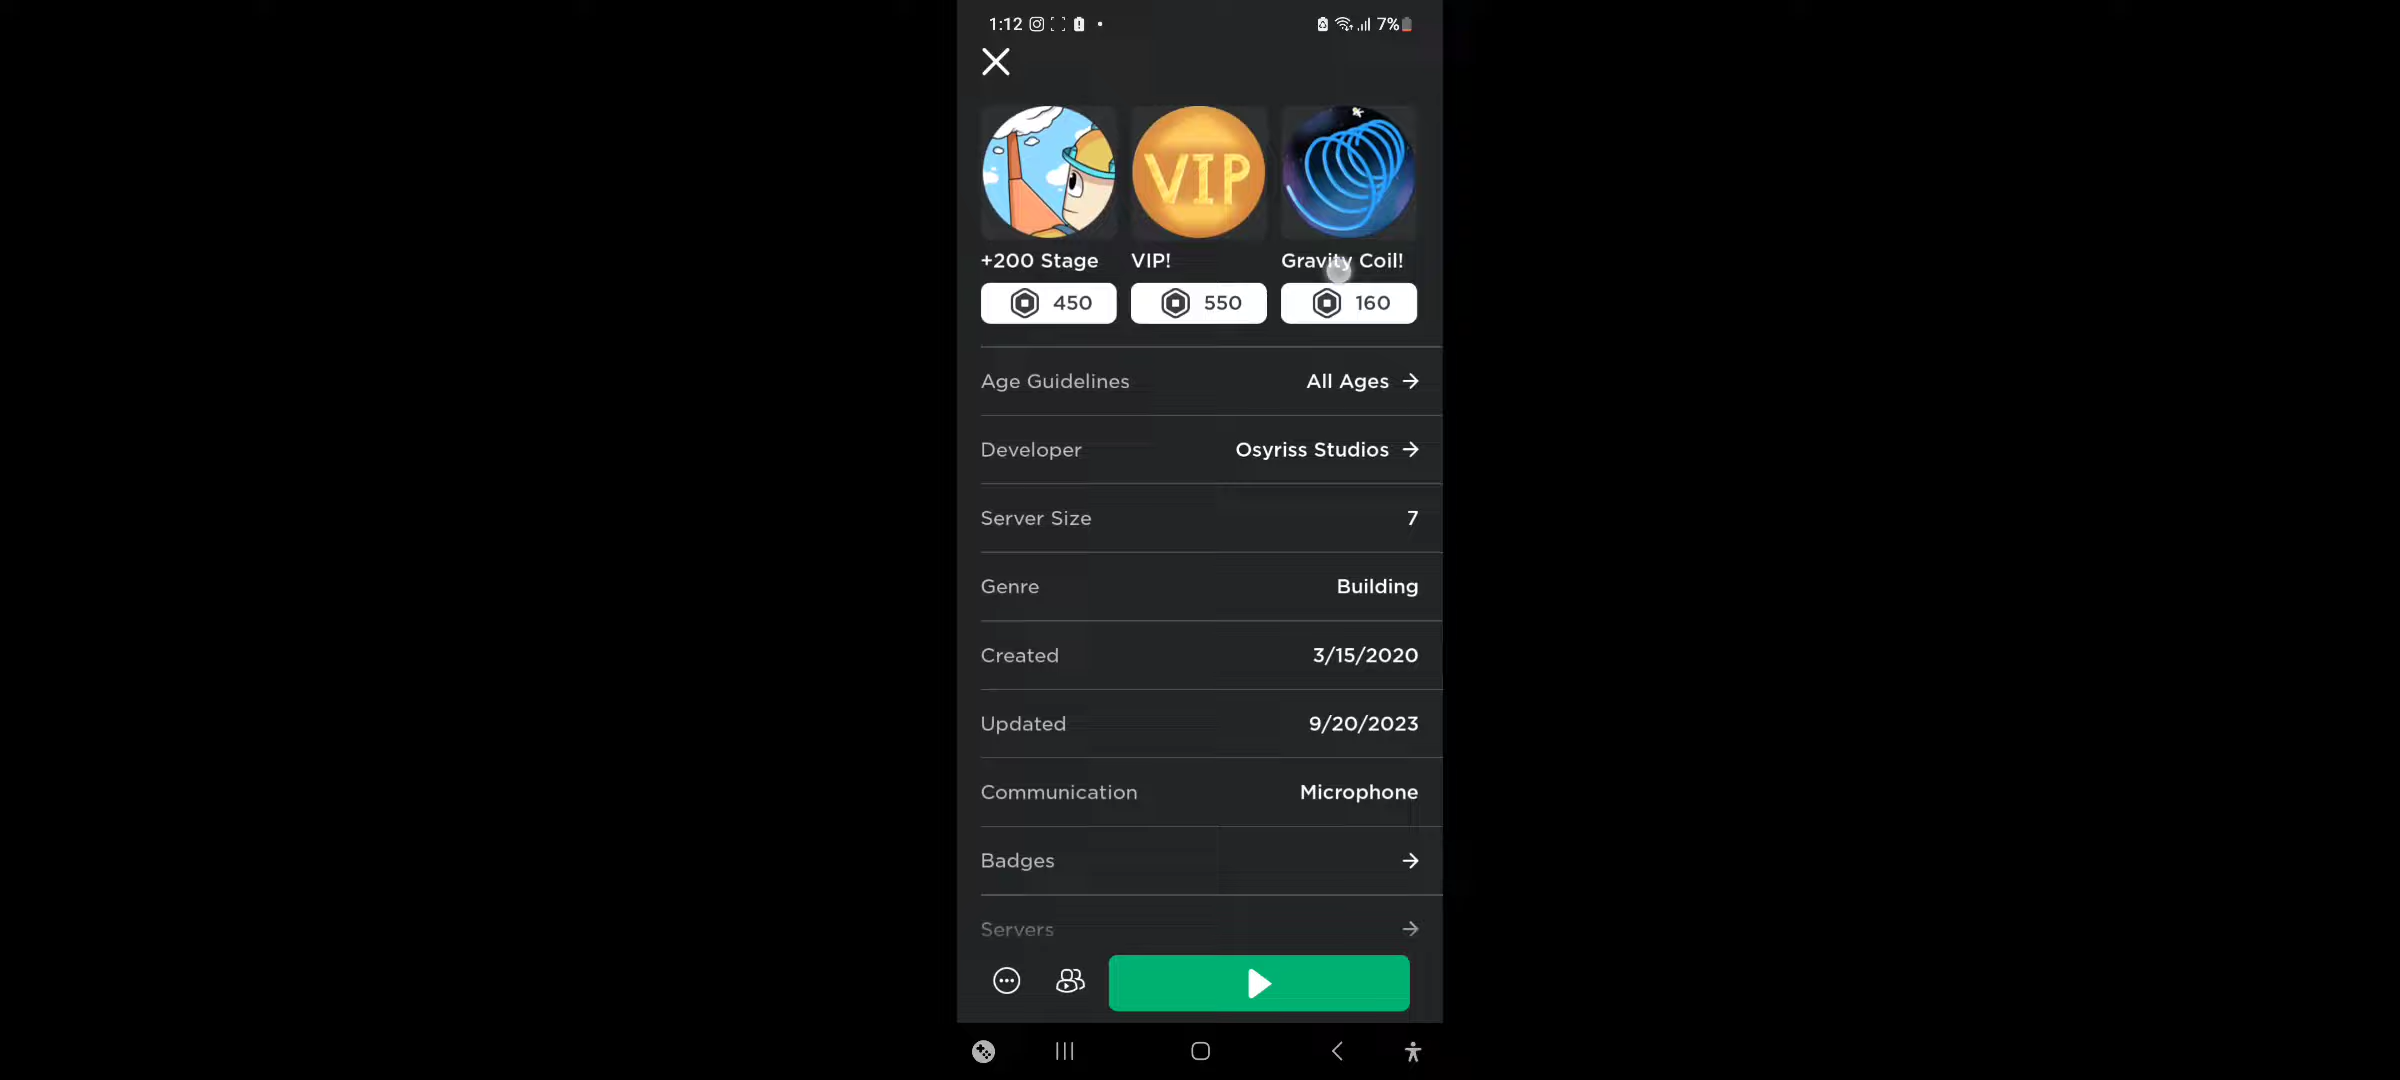 1:12 7%
VIP
+200 Stage VIP! Gravity Coil!
450 550 160
Age Guidelines All Ages
Developer Osyriss Studios
Server Size 7
Genre Building
Created 3/15/2020
Updated 9/20/2023
Communication Microphone
Badges
Servers